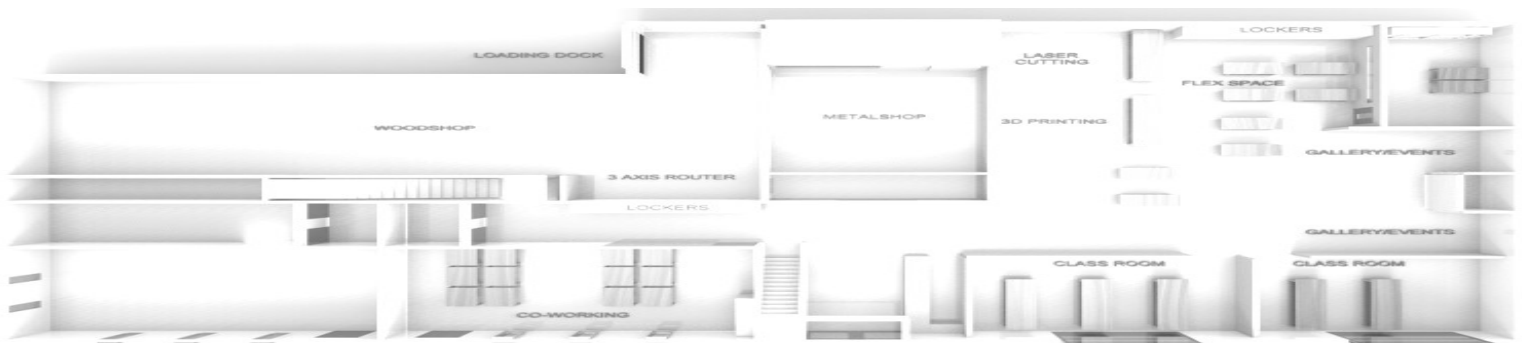 LOCKERS
LOADING DOCK
LASER
CUTTING
FLEX SPACE
METALSHOP
3D PRINTING
WOODSHOP
GALLERY/EVENTS
3 AXIS ROUTER
LOCKERS
GALLERY/EVENTS
CLASS ROOM
CLASS ROOM
CO-WORKING